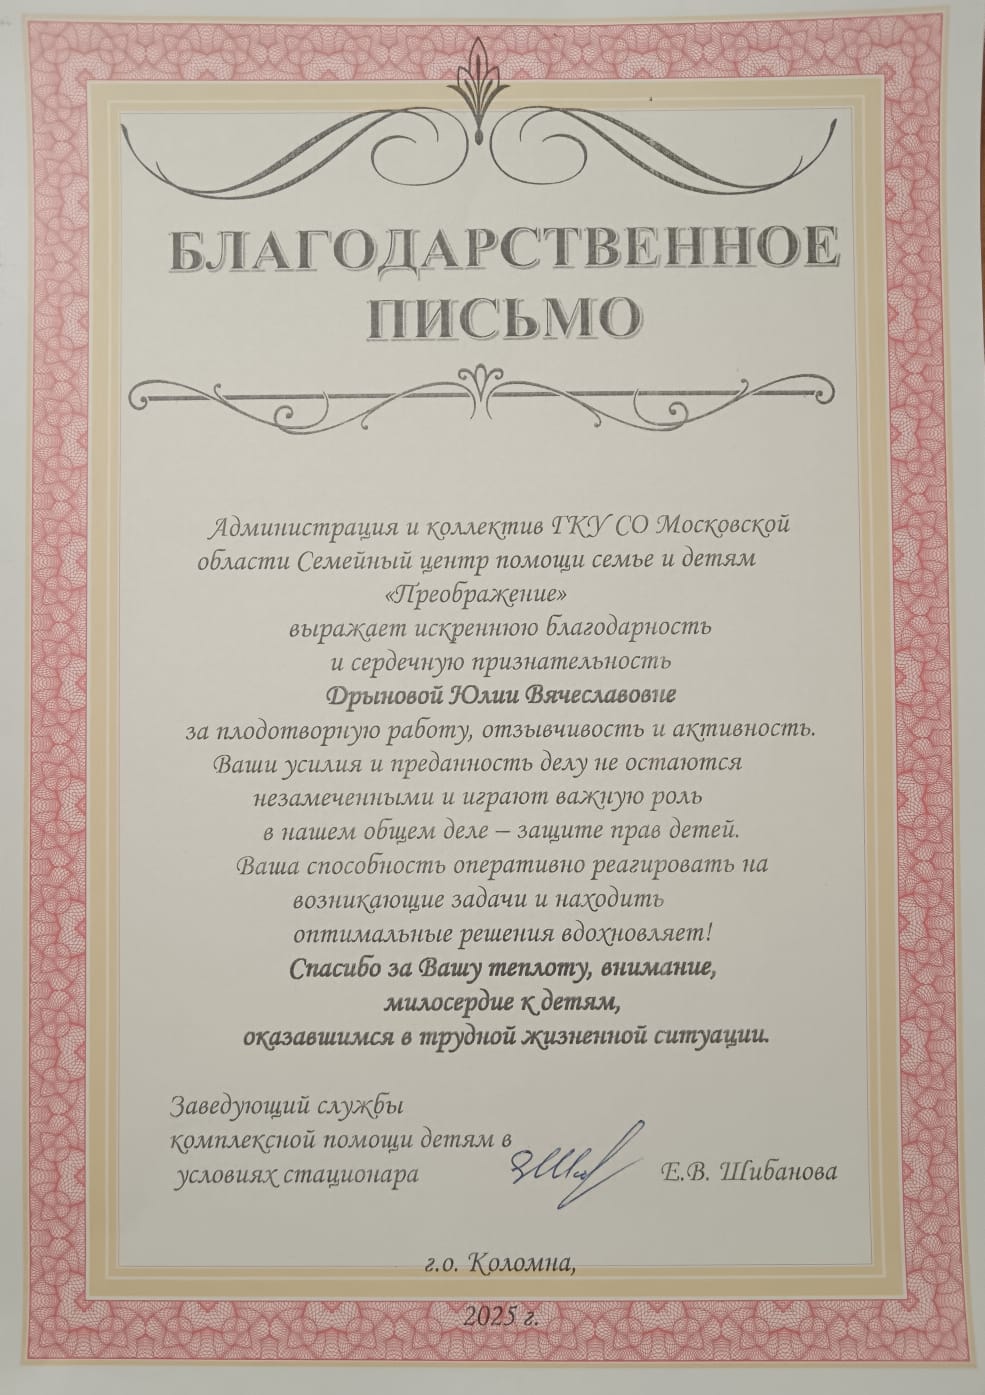 БЛАГОДАРСТВЕННОЕ
ПИСЬМО
Администрация и коллектив ГКУ СО Московской
области Семейный центр помощи семье и детям
«Преображение»
выражает искреннюю благодарность
и сердечную признательность
Дрыновой Юлии Вячеславовне
за плодотворную работу, отзывчивость и активность.
Ваши усилия и преданность делу не остаются
незамеченными и играют важную роль
в нашем общем деле – защите прав детей.
Ваша способность оперативно реагировать на
возникающие задачи и находить
оптимальные решения вдохновляет!
Спасибо за Вашу теплоту, внимание,
милосердие к детям,
оказавшимся в трудной жизненной ситуации.
Заведующий службы
комплексной помощи детям в
условиях стационара Е.В. Шибанова
г.о. Коломна,
2025 г.